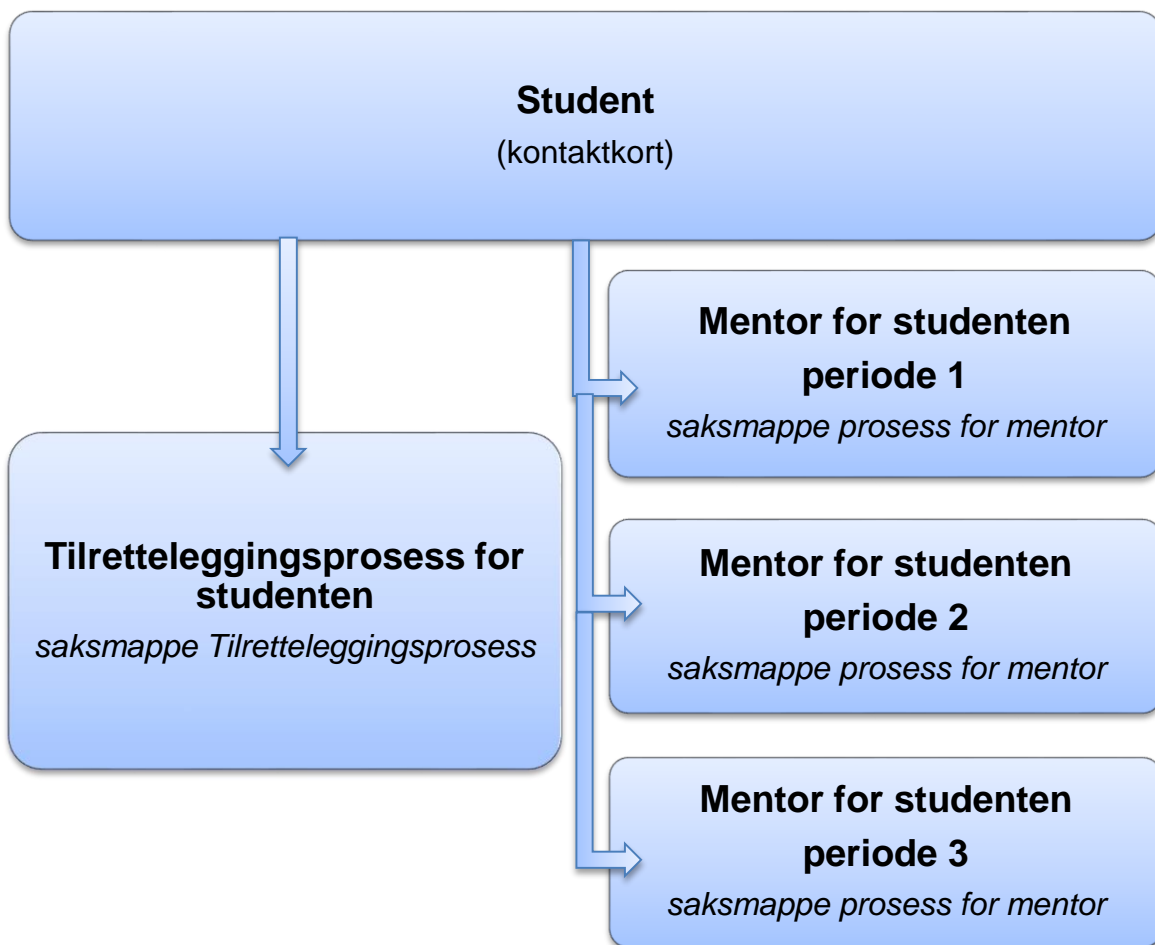 Student
(kontaktkort)
Tilretteleggingsprosess for
studenten
saksmappe Tilretteleggingsprosess
Mentor for studenten
periode 1
saksmappe prosess for mentor
Mentor for studenten
periode 2
saksmappe prosess for mentor
Mentor for studenten
periode 3
saksmappe prosess for mentor